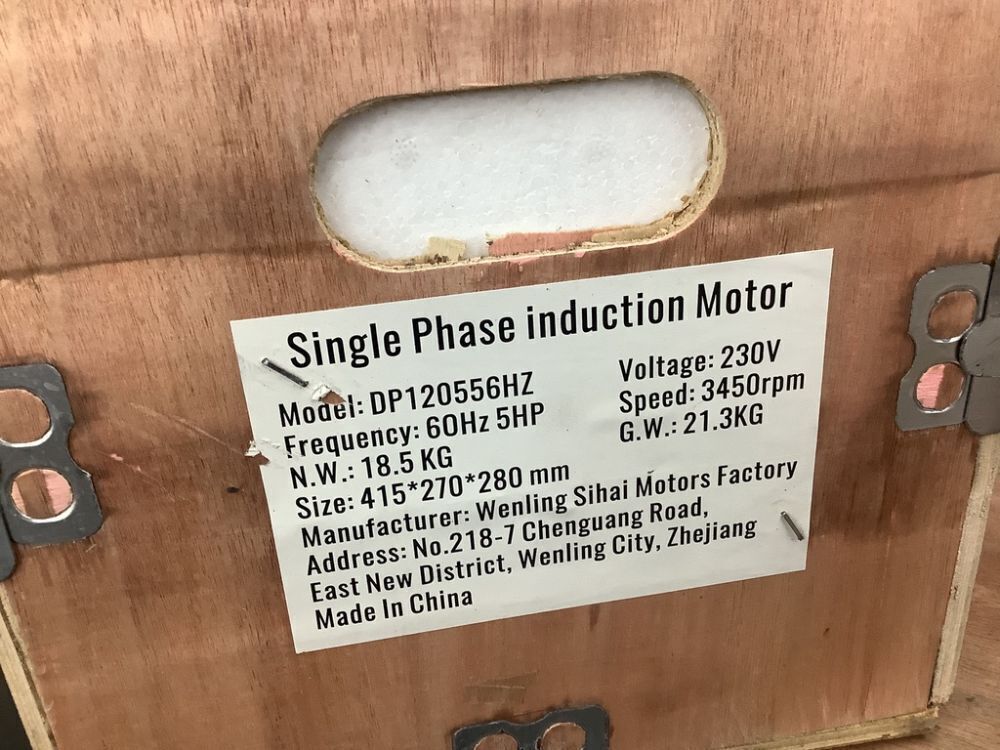 Single Phase induction Motor
Model: DP120556HZ Voltage: 230V
Frequency: 60Hz 5HP Speed: 3450rpm
N.W.: 18.5 KG G.W.: 21.3KG
Size: 415*270*280 mm
Manufacturer: Wenling Sihai Motors Factory
Address: No.218-7 Chenguang Road,
East New District, Wenling City, Zhejiang
Made In China